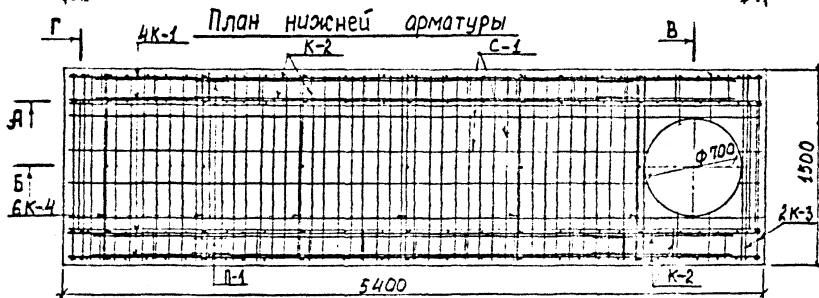 План нижней арматуры
Г
4К-1
К-2
С-1
В
А
Б
6К-4
ф700
1500
2К-3
П-1
5400
К-2